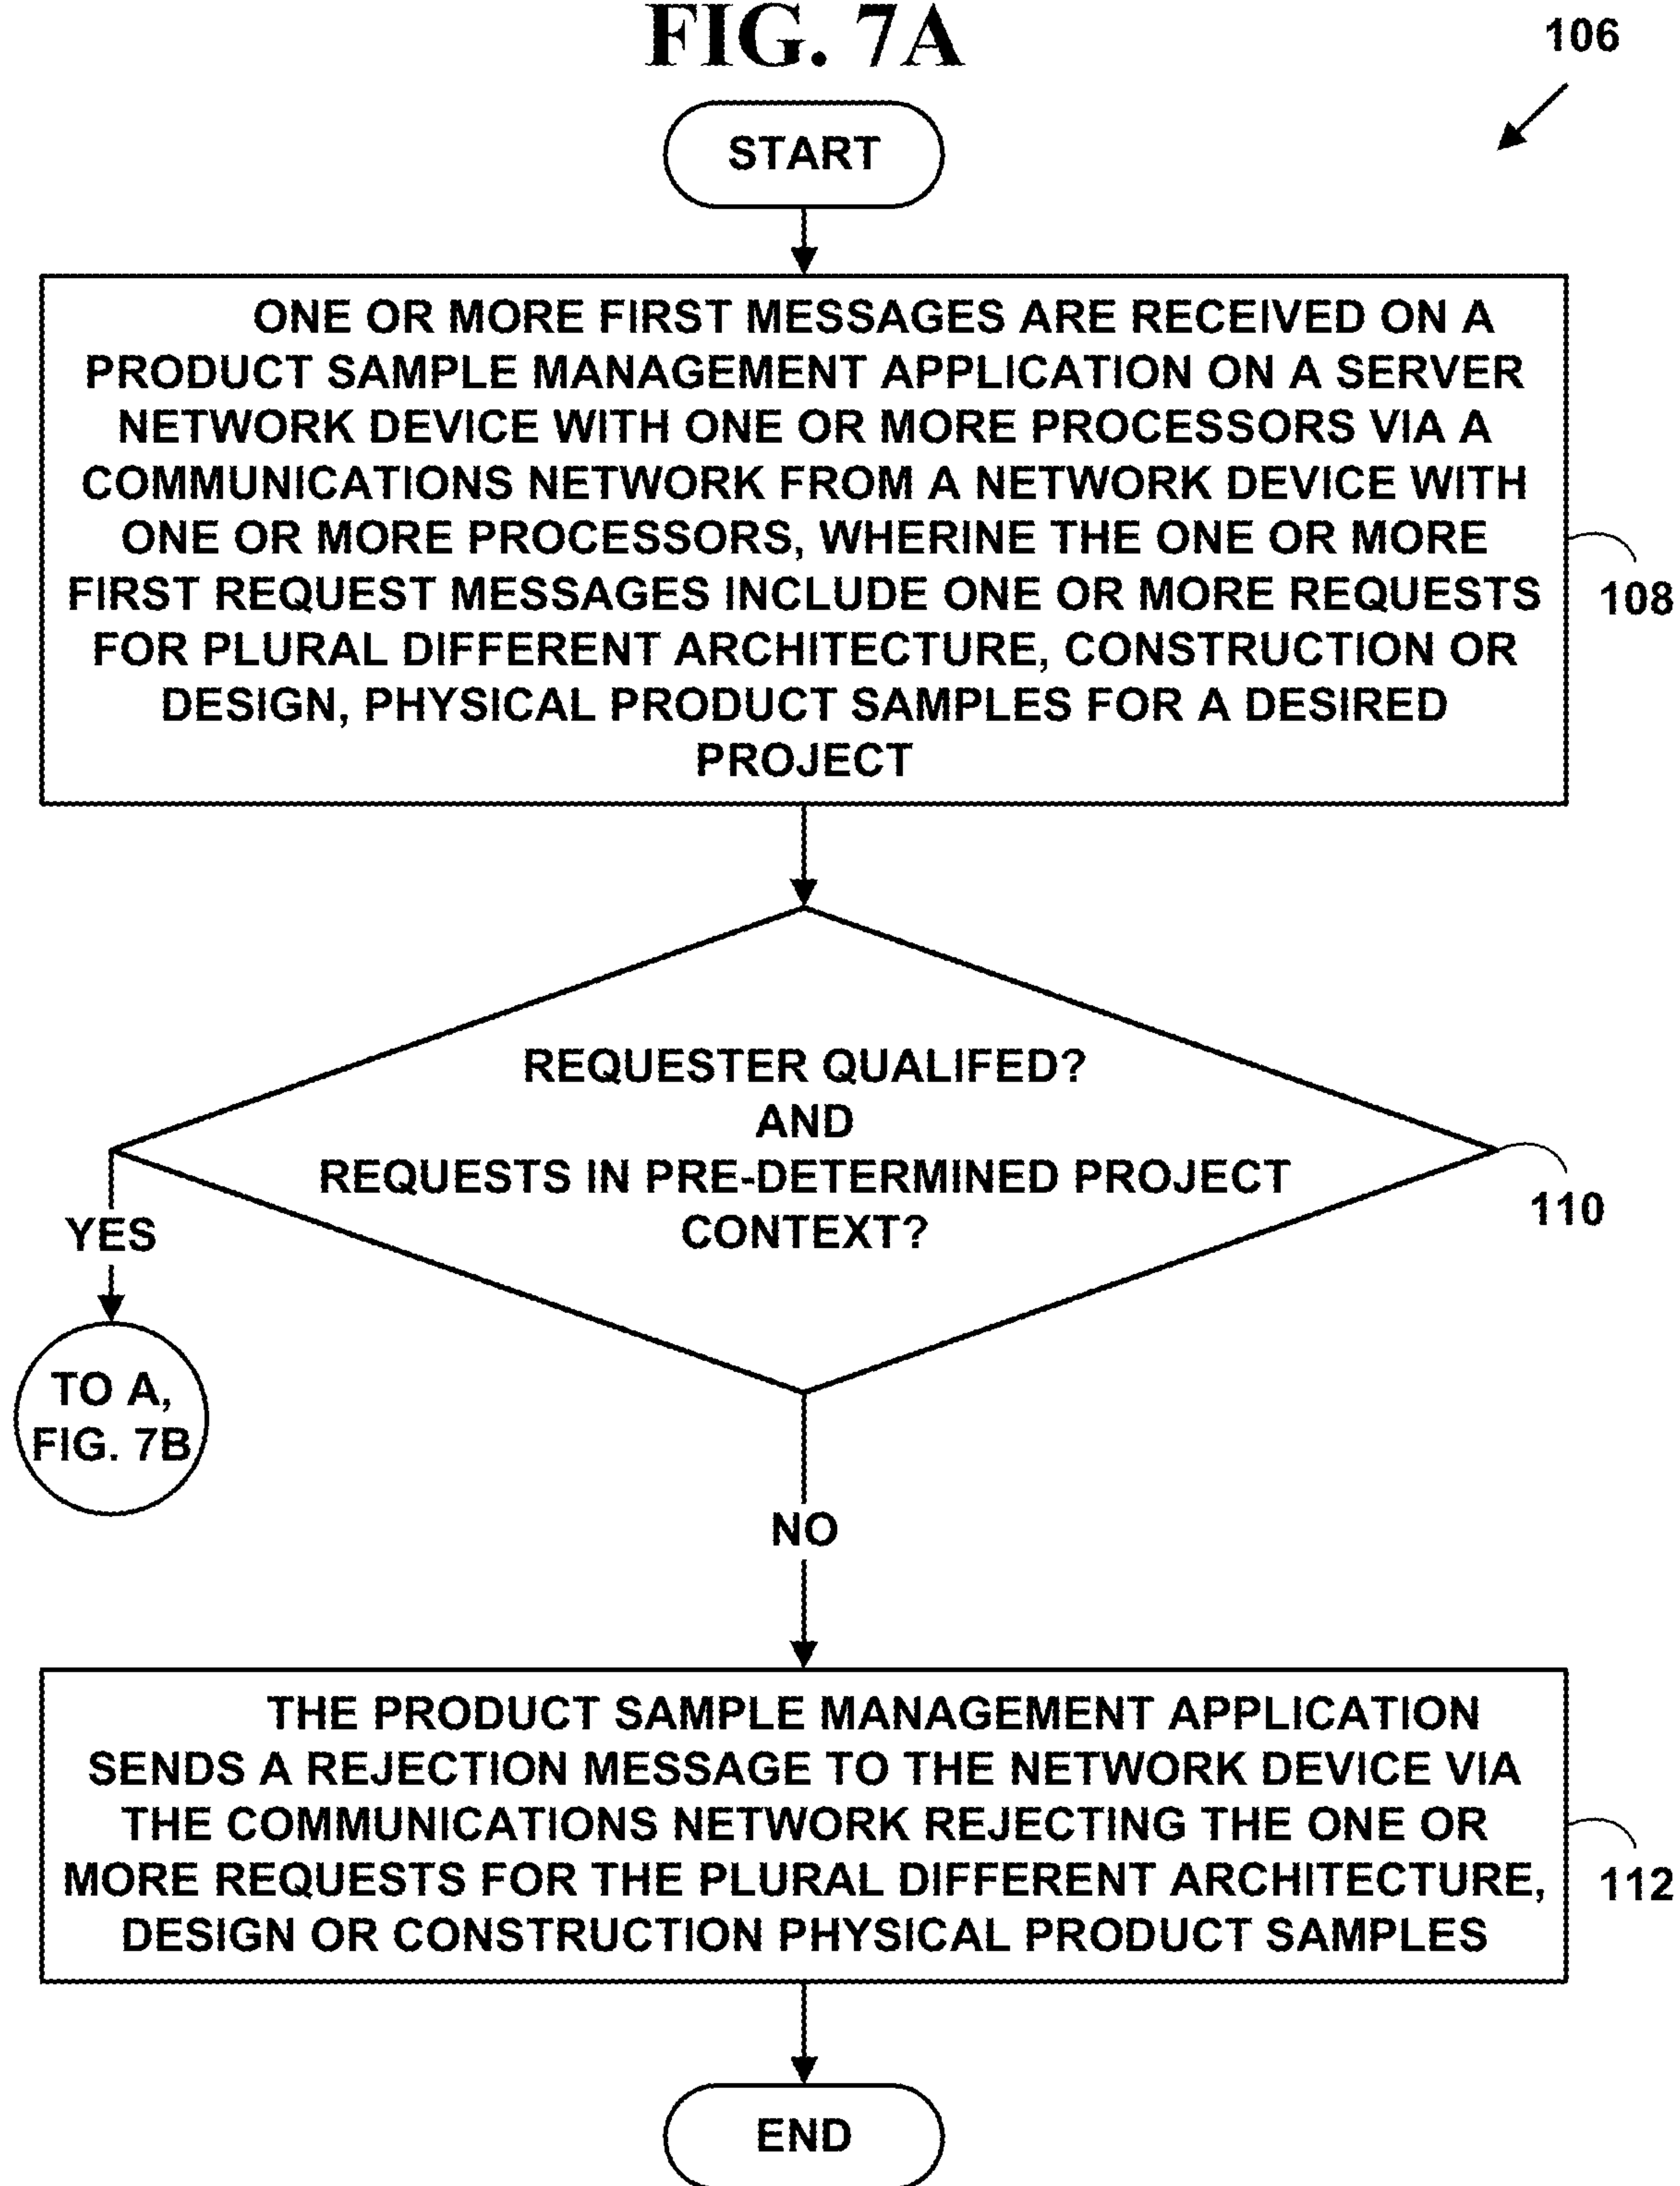 FIG. 7A
106
START
ONE OR MORE FIRST MESSAGES ARE RECEIVED ON A
PRODUCT SAMPLE MANAGEMENT APPLICATION ON A SERVER
NETWORK DEVICE WITH ONE OR MORE PROCESSORS VIA A
COMMUNICATIONS NETWORK FROM A NETWORK DEVICE WITH
ONE OR MORE PROCESSORS, WHERINE THE ONE OR MORE
FIRST REQUEST MESSAGES INCLUDE ONE OR MORE REQUESTS
FOR PLURAL DIFFERENT ARCHITECTURE, CONSTRUCTION OR
DESIGN, PHYSICAL PRODUCT SAMPLES FOR A DESIRED
PROJECT
108
REQUESTER QUALIFED?
AND
REQUESTS IN PRE-DETERMINED PROJECT
CONTEXT?
110
YES
TO A,
FIG. 7B
NO
THE PRODUCT SAMPLE MANAGEMENT APPLICATION
SENDS A REJECTION MESSAGE TO THE NETWORK DEVICE VIA
THE COMMUNICATIONS NETWORK REJECTING THE ONE OR
MORE REQUESTS FOR THE PLURAL DIFFERENT ARCHITECTURE,
DESIGN OR CONSTRUCTION PHYSICAL PRODUCT SAMPLES
112
END